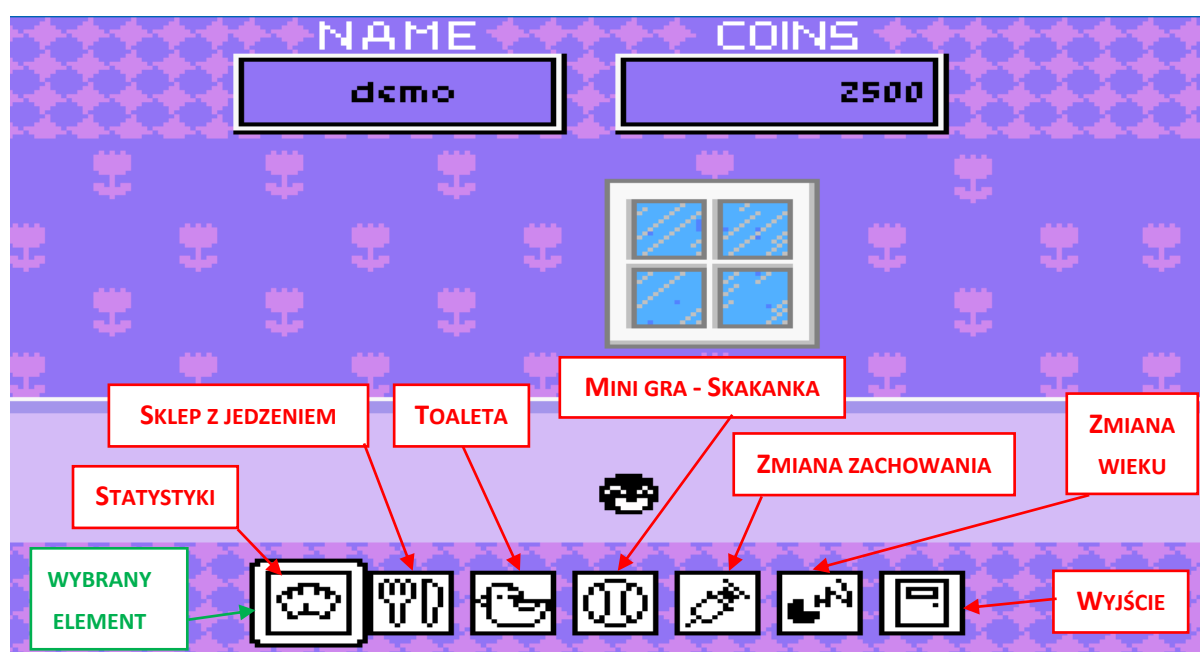 NAME COINS
demo 2500
MINI GRA - SKAKANKA
SKLEP Z JEDZENIEM
TOALETA
ZMIANA
WIEKU
ZMIANA ZACHOWANIA
STATYSTYKI
WYBRANY
ELEMENT
WYJŚCIE